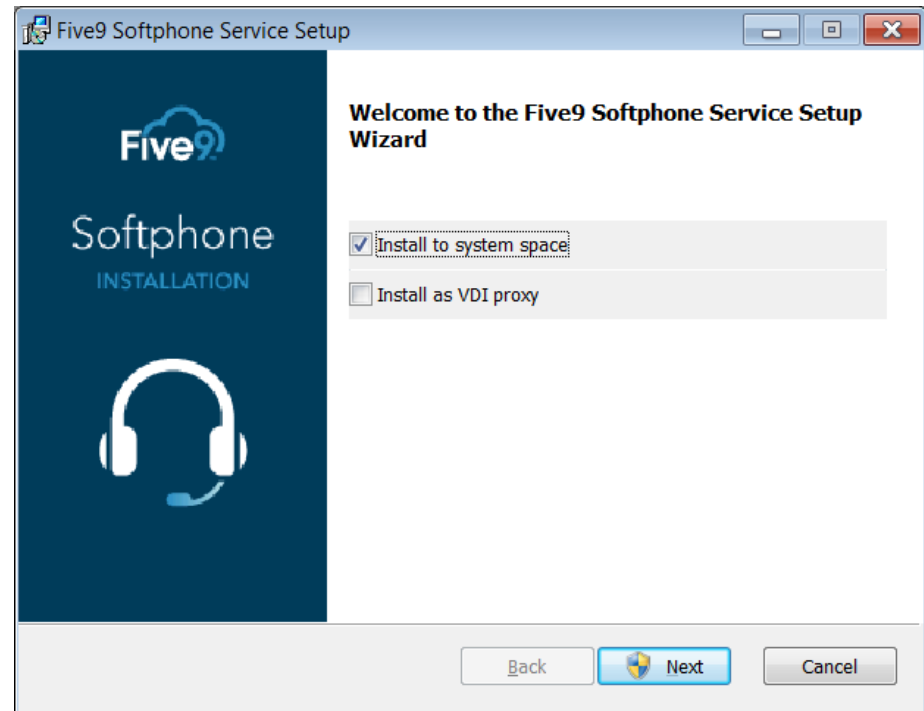 Five9 Softphone Service Setup
Five9
Softphone
INSTALLATION
Welcome to the Five9 Softphone Service Setup
Wizard
Install to system space
Install as VDI proxy
Back
Next
Cancel